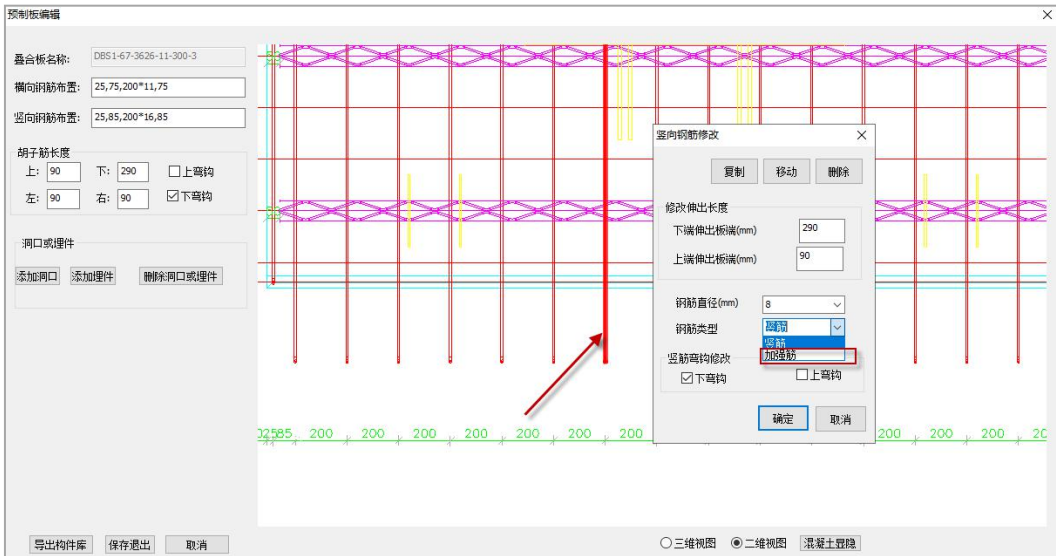 预制板编辑
叠合板名称: DBS1-67-3626-11-300-3
横向钢筋布置: 25,75,200*11,75
竖向钢筋布置: 25,85,200*16,85
胡子筋长度
上: 90 下: 290 上弯钩
左: 90 右: 90 下弯钩
洞口或埋件
添加洞口 添加埋件 删除洞口或埋件
竖向钢筋修改
复制 移动 删除
修改伸出长度
下端伸出板端(mm) 290
上端伸出板端(mm) 90
钢筋直径(mm) 8
钢筋类型 竖筋
竖筋
加强筋
竖筋弯钩修改
下弯钩 上弯钩
确定 取消
200 200 200 200 200 200 200 200 200 20
导出构件库 保存退出 取消
三维视图 二维视图 混凝土显隐